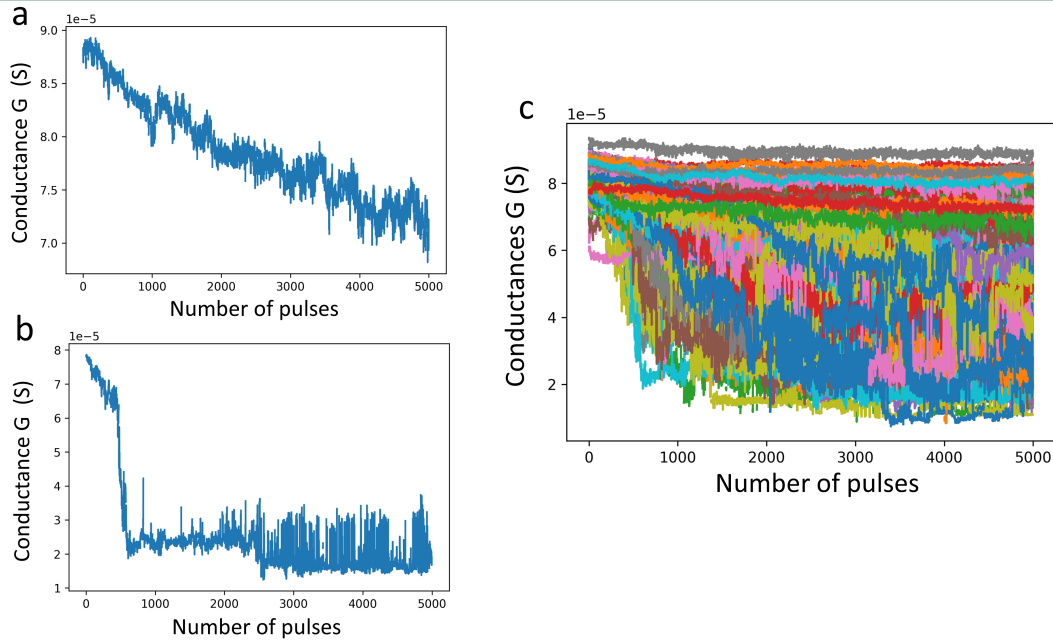 a
1e−5
9.0
8.5
8.0
7.5
7.0
Conductance G (S)
0 1000 2000 3000 4000 5000
Number of pulses
b
1e−5
8
7
6
5
4
3
2
1
Conductance G (S)
0 1000 2000 3000 4000 5000
Number of pulses
c
1e−5
8
6
4
2
Conductances G (S)
0 1000 2000 3000 4000 5000
Number of pulses